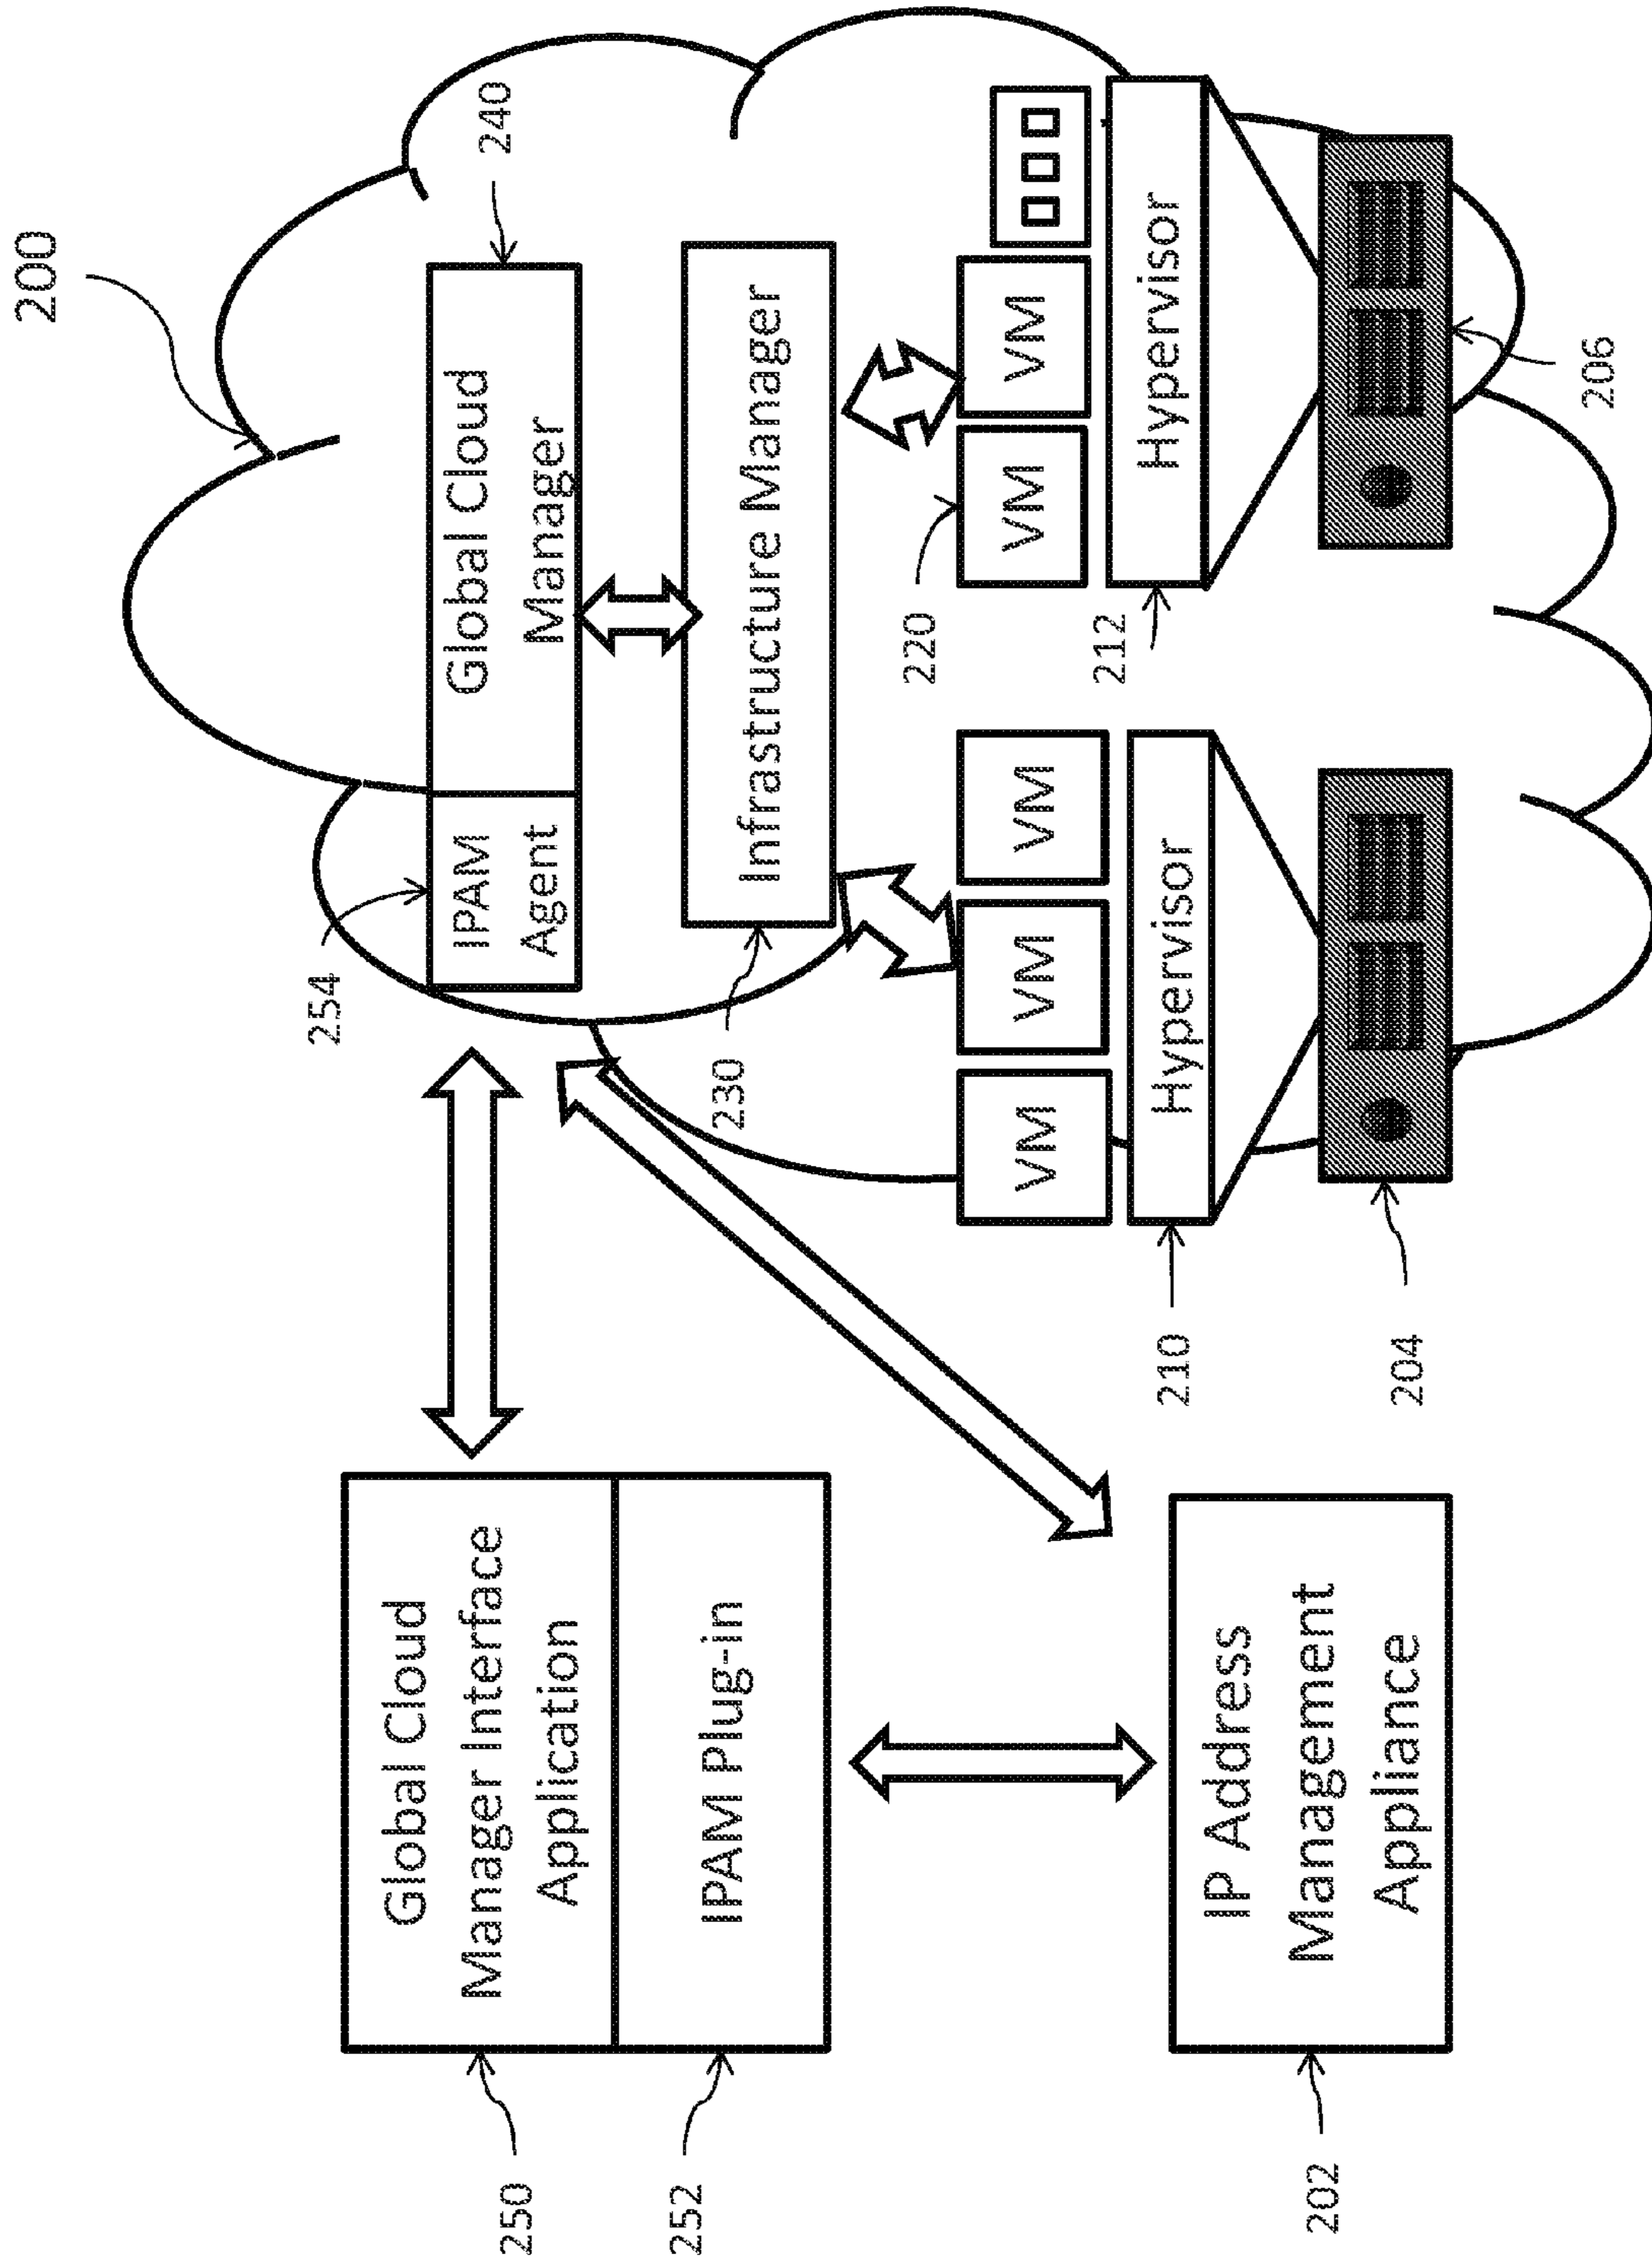 200
Global Cloud
Manager Interface
Application
IPAM Plug-in
250
252
IP Address
Management
Appliance
202
254
IPAM
Agent
Global Cloud
Manager
240
Infrastructure Manager
230
VM
VM
VM
Hypervisor
210
204
220
VM
VM
Hypervisor
212
206